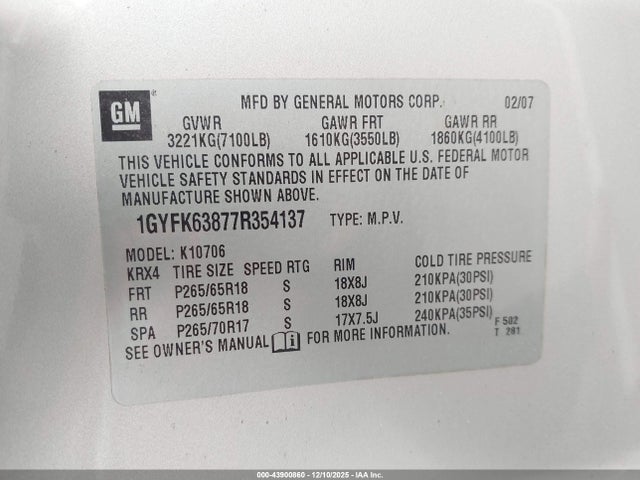 GM
MFD BY GENERAL MOTORS CORP. 02/07
GVWR GAWR FRT GAWR RR
3221KG(7100LB) 1610KG(3550LB) 1860KG(4100LB)
THIS VEHICLE CONFORMS TO ALL APPLICABLE U.S. FEDERAL MOTOR
VEHICLE SAFETY STANDARDS IN EFFECT ON THE DATE OF
MANUFACTURE SHOWN ABOVE.
1GYFK63877R354137 TYPE: M.P.V.
MODEL: K10706
KRX4 TIRE SIZE SPEED RTG RIM COLD TIRE PRESSURE
FRT P265/65R18 S 18X8J 210KPA(30PSI)
RR P265/65R18 S 18X8J 210KPA(30PSI)
SPA P265/70R17 S 17X7.5J 240KPA(35PSI)
SEE OWNER'S MANUAL i FOR MORE INFORMATION.
F 502
T 281
000-43900860 - 12/10/2025 - IAA Inc.